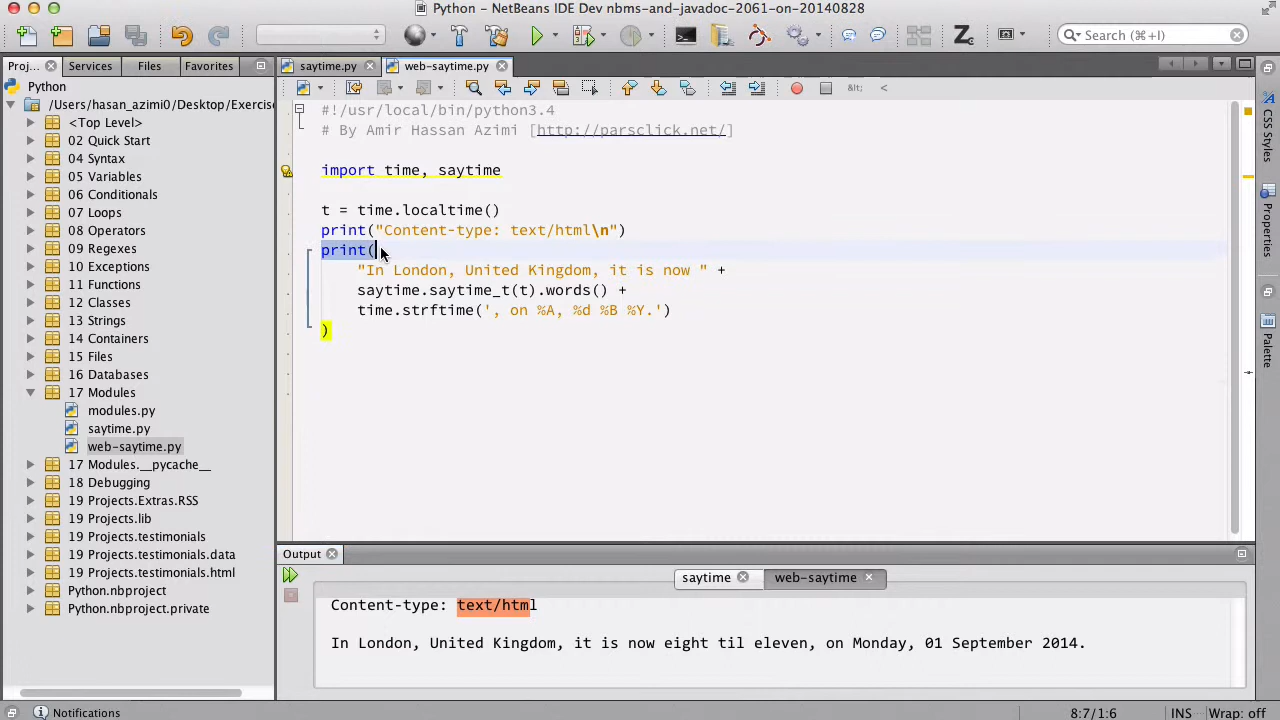 Python - NetBeans IDE Dev nbms-and-javadoc-2061-on-20140828
Search (⌘+I)
Proj...
Services
Files
Favorites
saytime.py
web-saytime.py
Python
/Users/hasan_azimi0/Desktop/Exercise
<Top Level>
02 Quick Start
04 Syntax
05 Variables
06 Conditionals
07 Loops
08 Operators
09 Regexes
10 Exceptions
11 Functions
12 Classes
13 Strings
14 Containers
15 Files
16 Databases
17 Modules
modules.py
saytime.py
web-saytime.py
17 Modules.__pycache__
18 Debugging
19 Projects.Extras.RSS
19 Projects.lib
19 Projects.testimonials
19 Projects.testimonials.data
19 Projects.testimonials.html
Python.nbproject
Python.nbproject.private
#!/usr/local/bin/python3.4
# By Amir Hassan Azimi [http://parsclick.net/]
import time, saytime
t = time.localtime()
print("Content-type: text/html\n")
print(
"In London, United Kingdom, it is now " +
saytime.saytime_t(t).words() +
time.strftime(', on %A, %d %B %Y.')
)
CSS Styles
Properties
Palette
Output
saytime
web-saytime
Content-type: text/html
In London, United Kingdom, it is now eight til eleven, on Monday, 01 September 2014.
Notifications
8:7/1:6
INS
Wrap: off